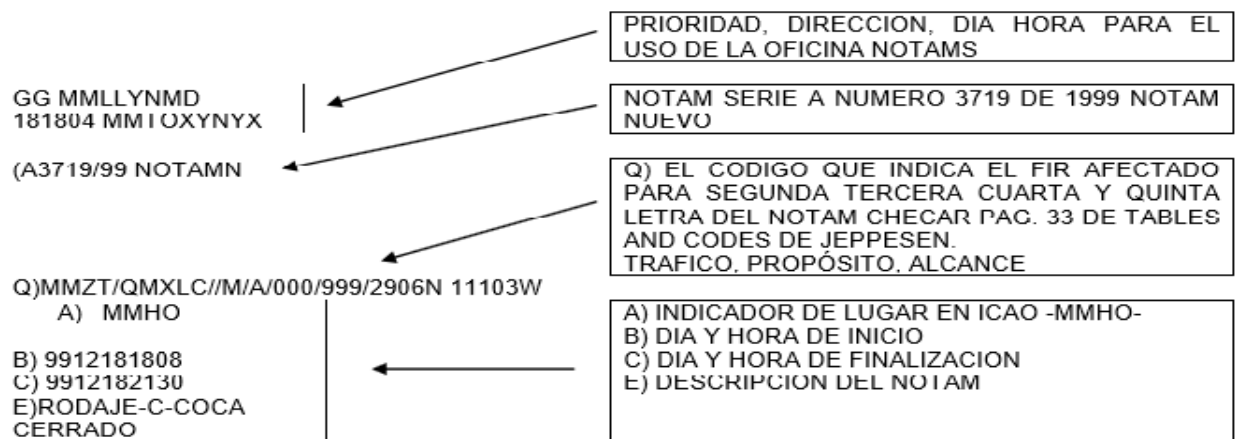 PRIORIDAD, DIRECCION, DIA HORA PARA EL
USO DE LA OFICINA NOTAMS
GG MMLLYNMD
181804 MMTOXYNYX
NOTAM SERIE A NUMERO 3719 DE 1999 NOTAM
NUEVO
(A3719/99 NOTAMN
Q) EL CODIGO QUE INDICA EL FIR AFECTADO
PARA SEGUNDA TERCERA CUARTA Y QUINTA
LETRA DEL NOTAM CHECAR PAG. 33 DE TABLES
AND CODES DE JEPPESEN.
TRAFICO, PROPÓSITO, ALCANCE
Q)MMZT/QMXLC//M/A/000/999/2906N 11103W
A) MMHO
B) 9912181808
C) 9912182130
E)RODAJE-C-COCA
CERRADO
A) INDICADOR DE LUGAR EN ICAO -MMHO-
B) DIA Y HORA DE INICIO
C) DIA Y HORA DE FINALIZACION
E) DESCRIPCION DEL NOTAM